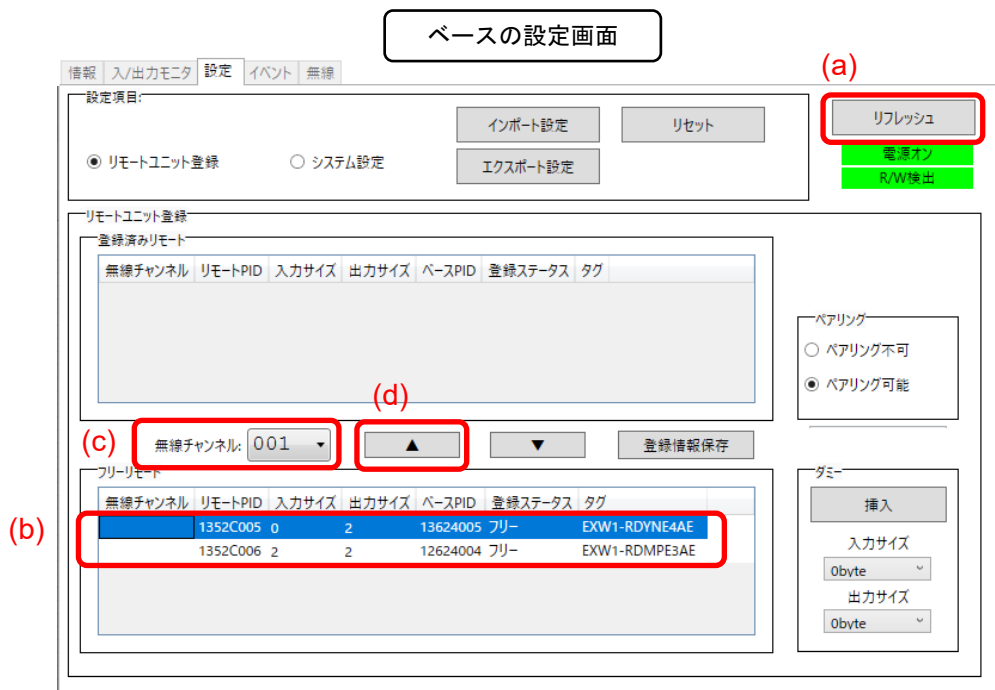 ベースの設定画面
情報 入/出力モニタ 設定 イベント 無線
(a)
設定項目:
インポート設定 リセット リフレッシュ
リモートユニット登録 システム設定 エクスポート設定
電源オン
R/W検出
リモートユニット登録
登録済みリモート
無線チャンネル リモートPID 入力サイズ 出力サイズ ベースPID 登録ステータス タグ
ペアリング
ペアリング不可
ペアリング可能
(d)
(c) 無線チャンネル: 001 ▲ ▼ 登録情報保存
フリーリモート
無線チャンネル リモートPID 入力サイズ 出力サイズ ベースPID 登録ステータス タグ
(b)
1352C005 0 2 13624005 フリー EXW1-RDYNE4AE
1352C006 2 2 12624004 フリー EXW1-RDMPE3AE
ダミー
挿入
入力サイズ
0byte
出力サイズ
0byte